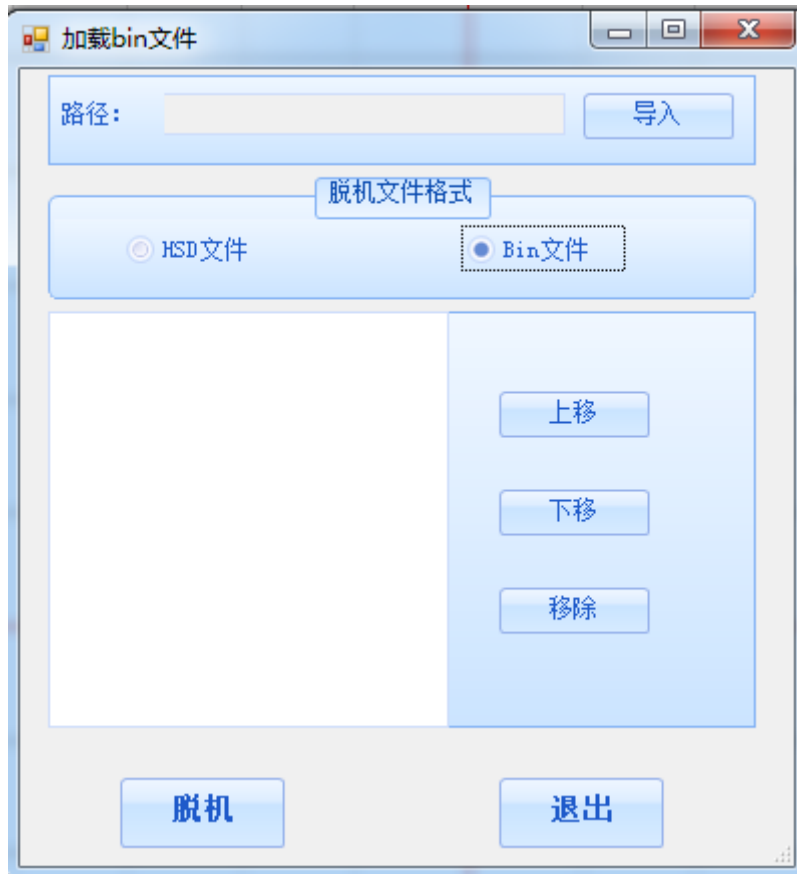 加载bin文件
路径：
导入
脱机文件格式
HSD文件
Bin文件
上移
下移
移除
脱机
退出